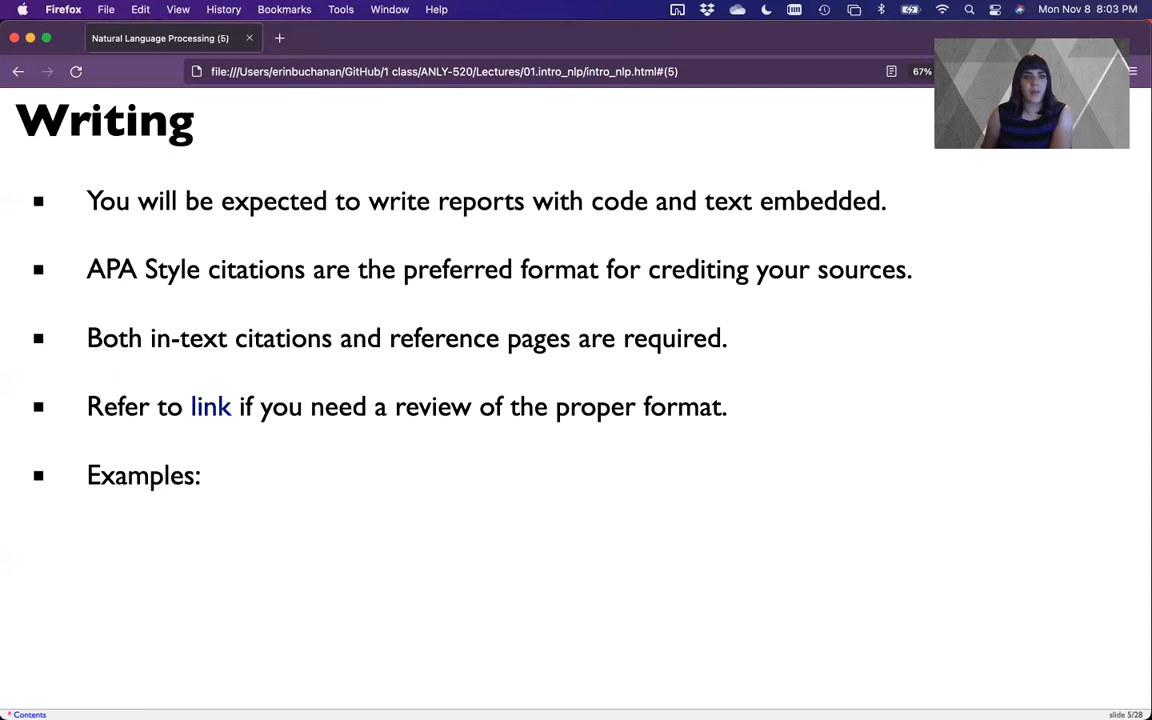 Firefox File Edit View History Bookmarks Tools Window Help Mon Nov 8 8:03 PM
Natural Language Processing (5)
file:///Users/erinbuchanan/GitHub/1 class/ANLY-520/Lectures/01.intro_nlp/intro_nlp.html#(5) 67%
Writing
You will be expected to write reports with code and text embedded.
APA Style citations are the preferred format for crediting your sources.
Both in-text citations and reference pages are required.
Refer to link if you need a review of the proper format.
Examples:
* Contents slide 5/28